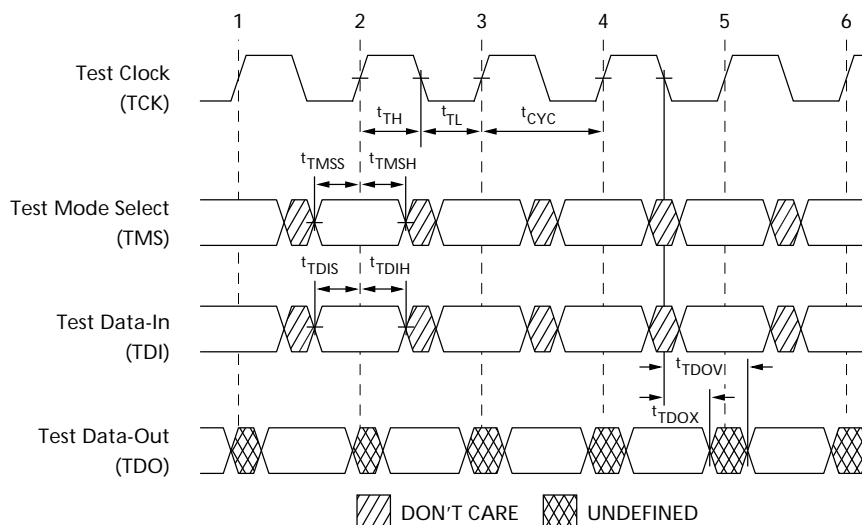 1 2 3 4 5 6
Test Clock
(TCK)
tTH tTL tCYC
tTMSS tTMSH
Test Mode Select
(TMS)
tTDIS tTDIH
Test Data-In
(TDI)
tTDOV
tTDOX
Test Data-Out
(TDO)
DON'T CARE UNDEFINED